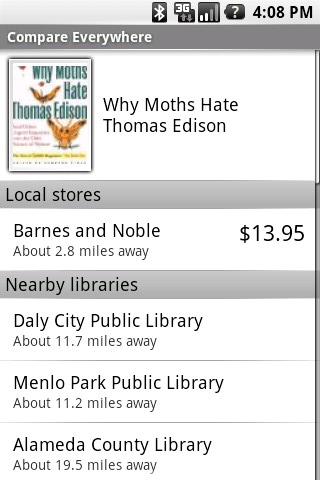 3G
4:08 PM
Compare Everywhere
Why Moths
Hate
Thomas Edison
Why Moths Hate
Thomas Edison
Local stores
Barnes and Noble
$13.95
About 2.8 miles away
Nearby libraries
Daly City Public Library
About 11.7 miles away
Menlo Park Public Library
About 11.2 miles away
Alameda County Library
About 19.5 miles away